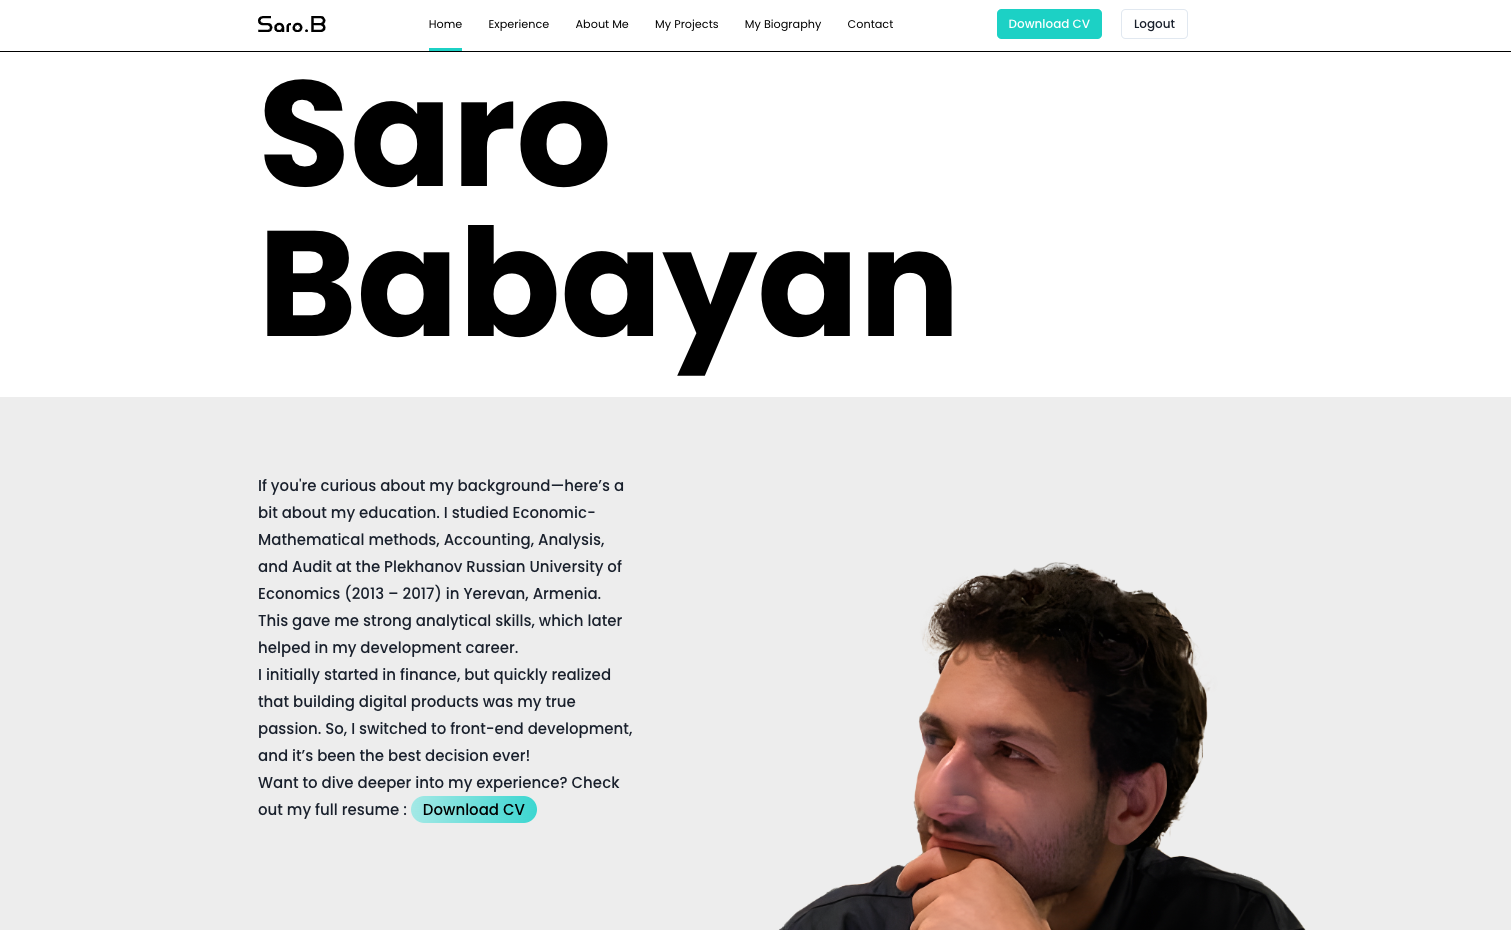 Saro.B
Home Experience About Me My Projects My Biography Contact Download CV Logout
Saro
Babayan
If you're curious about my background—here’s a
bit about my education. I studied Economic-
Mathematical methods, Accounting, Analysis,
and Audit at the Plekhanov Russian University of
Economics (2013 – 2017) in Yerevan, Armenia.
This gave me strong analytical skills, which later
helped in my development career.
I initially started in finance, but quickly realized
that building digital products was my true
passion. So, I switched to front-end development,
and it’s been the best decision ever!
Want to dive deeper into my experience? Check
out my full resume : Download CV